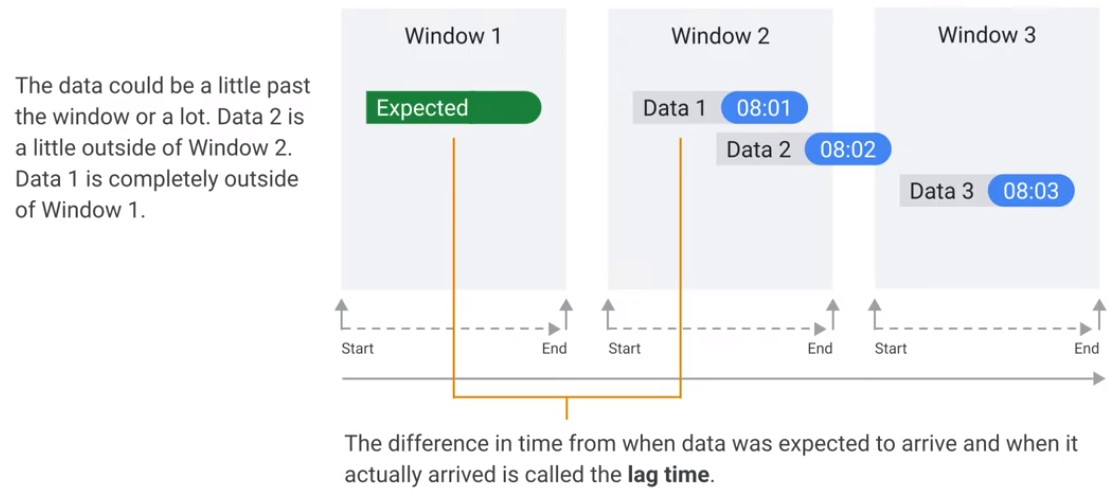 Window 1
Window 2
Window 3
The data could be a little past
the window or a lot. Data 2 is
a little outside of Window 2.
Data 1 is completely outside
of Window 1.
Expected
Data 1 08:01
Data 2 08:02
Data 3 08:03
Start End Start End Start End
The difference in time from when data was expected to arrive and when it
actually arrived is called the lag time.